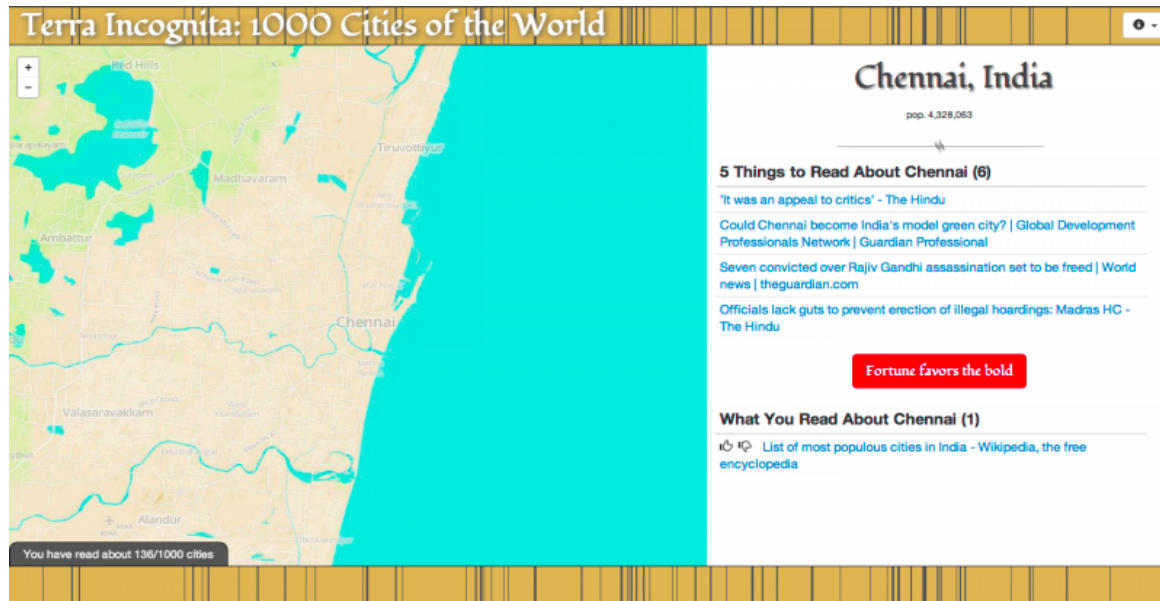 Terra Incognita: 1000 Cities of the World
+
-
Red Hills
Tiruvottiyur
Madhavaram
Ambattur
Chennai
Valasaravakkam
Alandur
MAA
You have read about 136/1000 cities
Chennai, India
pop. 4,328,063
5 Things to Read About Chennai (6)
'It was an appeal to critics' - The Hindu
Could Chennai become India's model green city? | Global Development
Professionals Network | Guardian Professional
Seven convicted over Rajiv Gandhi assassination set to be freed | World
news | theguardian.com
Officials lack guts to prevent erection of illegal hoardings: Madras HC -
The Hindu
Fortune favors the bold
What You Read About Chennai (1)
List of most populous cities in India - Wikipedia, the free
encyclopedia